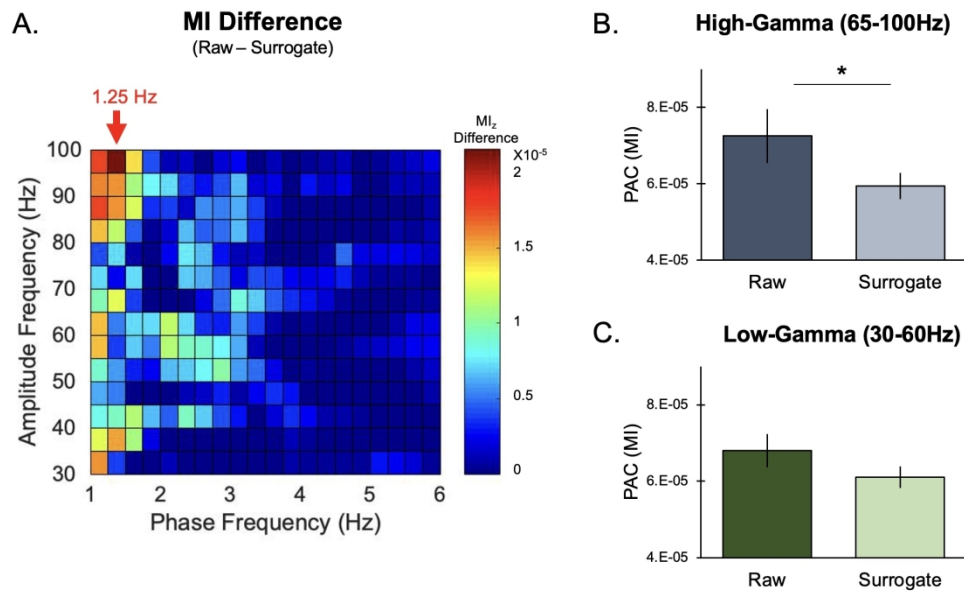 A.
MI Difference
(Raw – Surrogate)
1.25 Hz
MIz
Difference
X10-5
2
1.5
1
0.5
0
100
90
80
70
60
50
40
30
Amplitude Frequency (Hz)
1 2 3 4 5 6
Phase Frequency (Hz)
B.
High-Gamma (65-100Hz)
*
8.E-05
6.E-05
4.E-05
PAC (MI)
Raw Surrogate
C.
Low-Gamma (30-60Hz)
8.E-05
6.E-05
4.E-05
PAC (MI)
Raw Surrogate